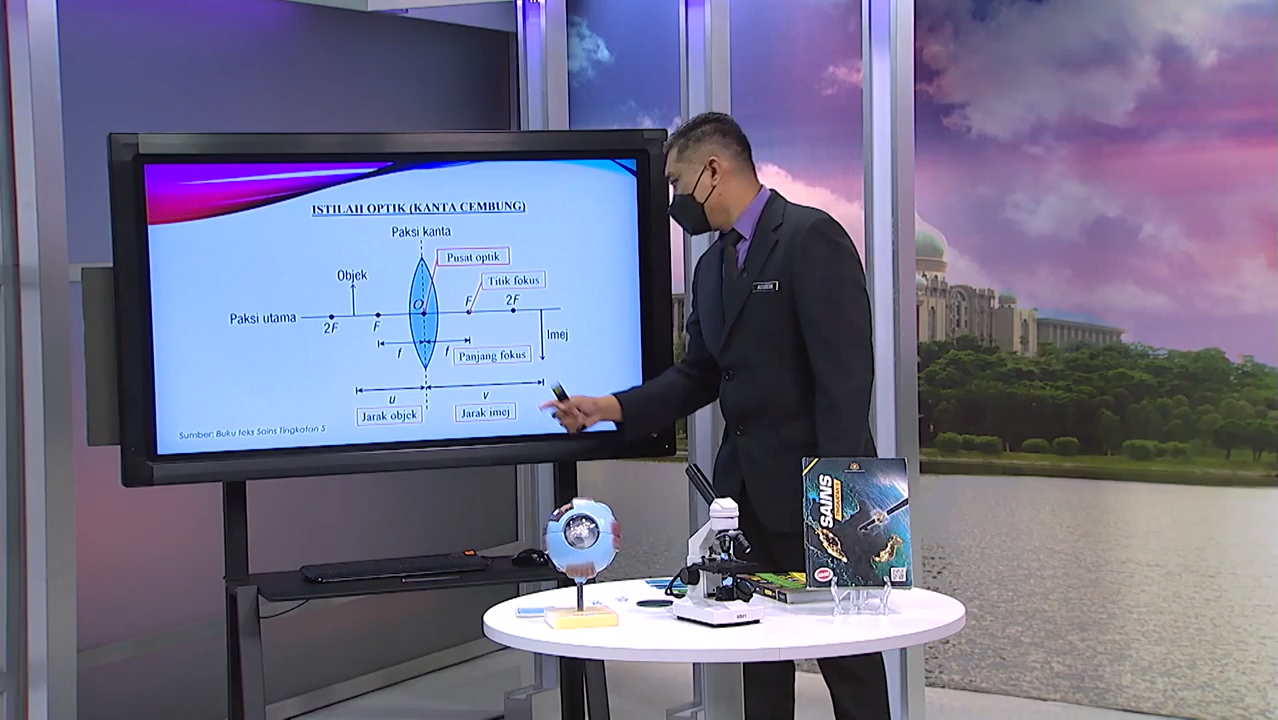 ISTILAH OPTIK (KANTA CEMBUNG)
Paksi kanta
Pusat optik
Objek
Titik fokus
O
F
2F
Paksi utama
2F
F
Imej
f
f
Panjang fokus
u
v
Jarak objek
Jarak imej
Sumber: Buku teks Sains Tingkatan 5
SAINS